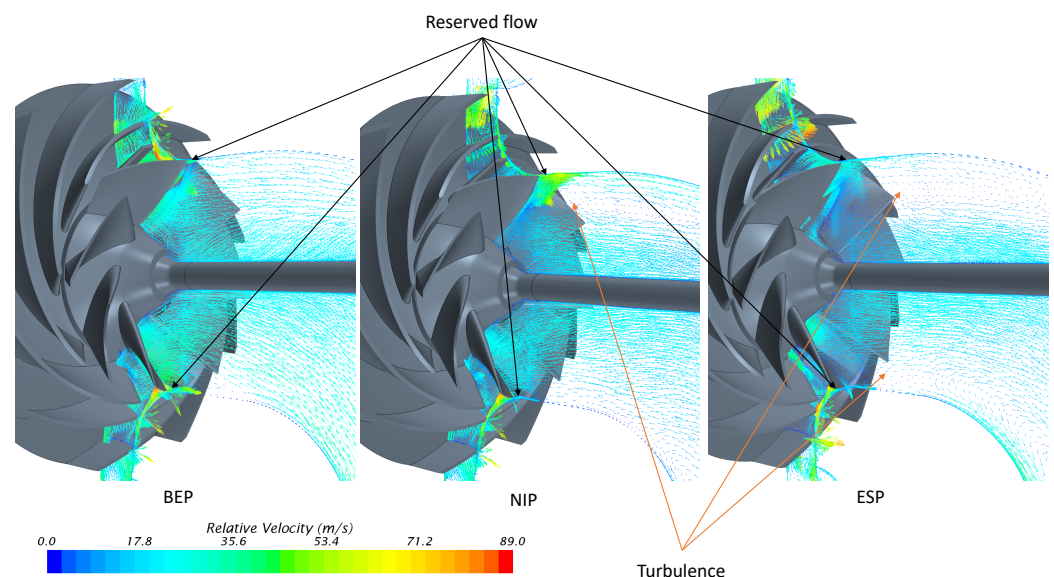 Reserved flow
BEP
NIP
ESP
Relative Velocity (m/s)
0.0 17.8 35.6 53.4 71.2 89.0
Turbulence